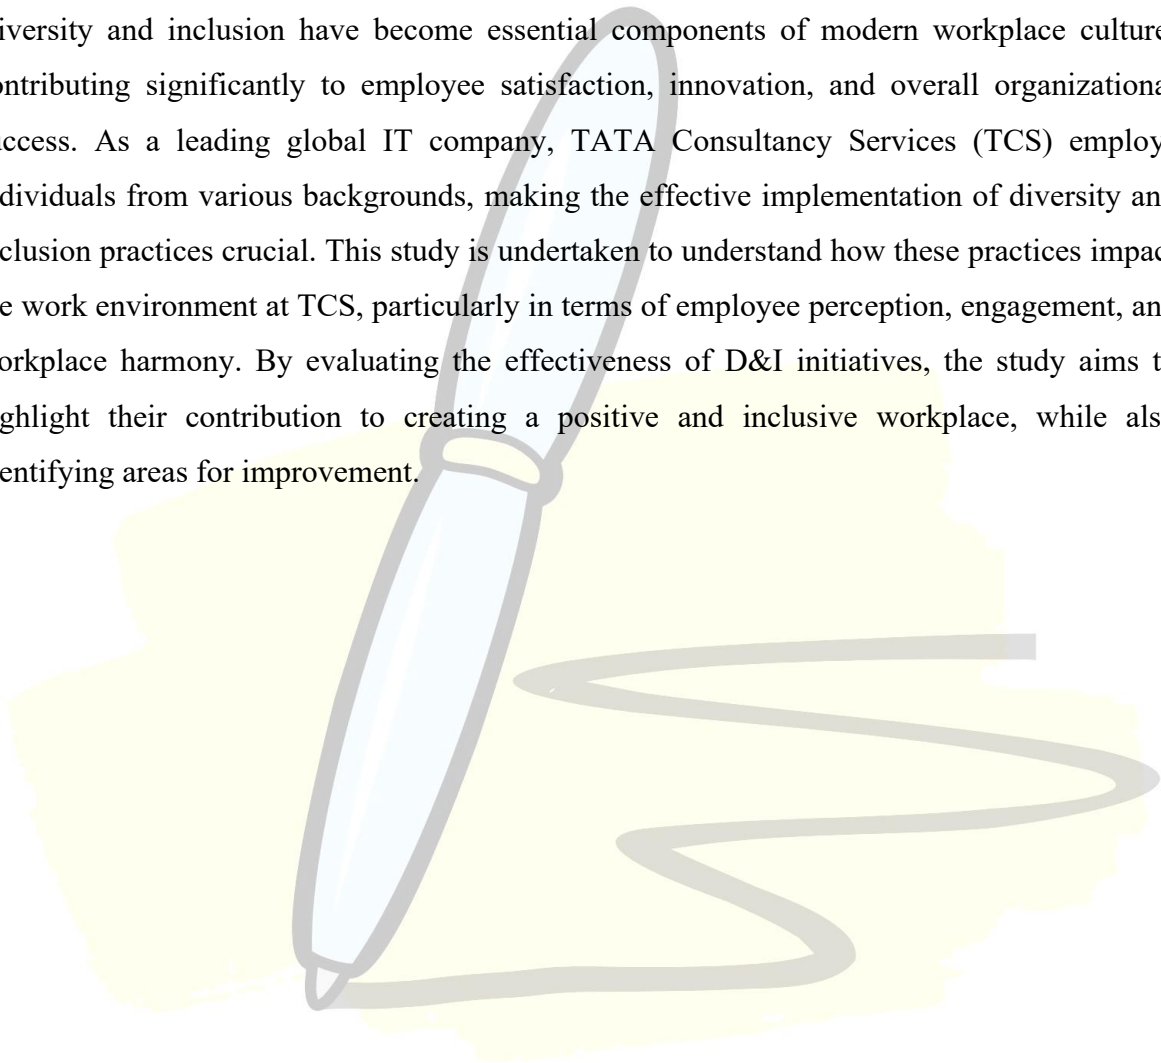 iversity and inclusion have become essential components of modern workplace culture
ontributing significantly to employee satisfaction, innovation, and overall organizationa
ccess. As a leading global IT company, TATA Consultancy Services (TCS) employ
dividuals from various backgrounds, making the effective implementation of diversity an
clusion practices crucial. This study is undertaken to understand how these practices impac
e work environment at TCS, particularly in terms of employee perception, engagement, an
orkplace harmony. By evaluating the effectiveness of D&I initiatives, the study aims t
ghlight their contribution to creating a positive and inclusive workplace, while als
entifying areas for improvement.